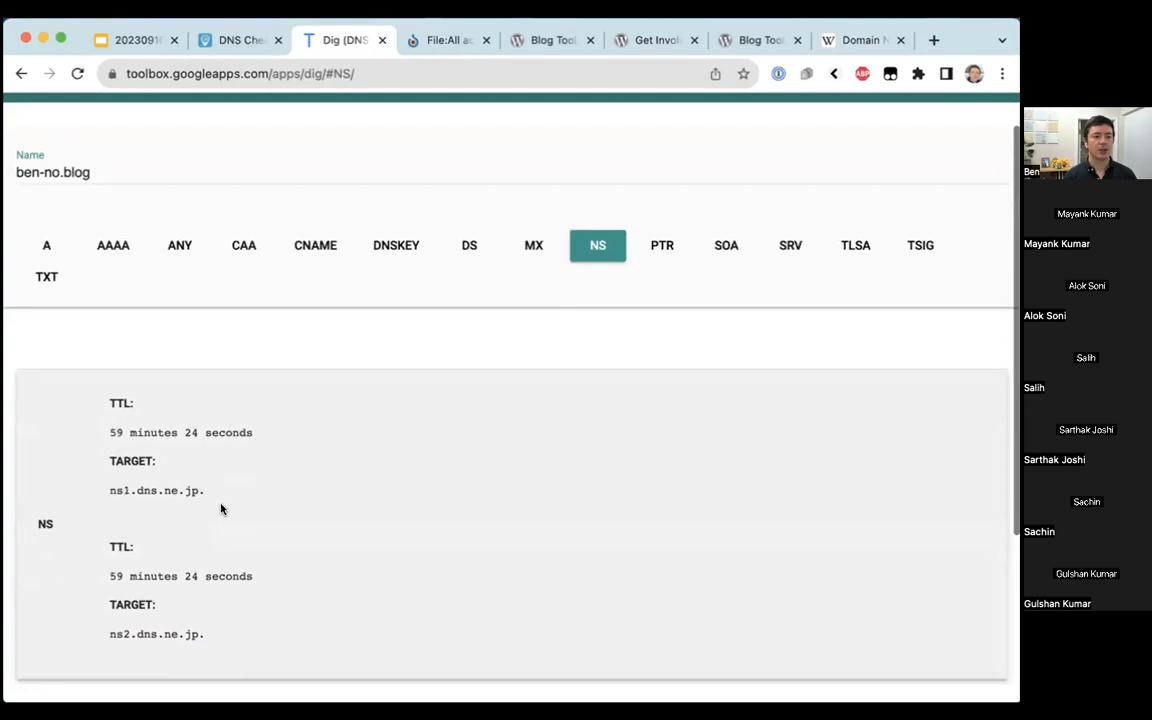 2023091
DNS Che
Dig (DNS
File:All ac
Blog Tool
Get Invol
Blog Tool
Domain N
toolbox.googleapps.com/apps/dig/#NS/
ABP
Name
ben-no.blog
A
AAAA
ANY
CAA
CNAME
DNSKEY
DS
MX
NS
PTR
SOA
SRV
TLSA
TSIG
TXT
TTL:
59 minutes 24 seconds
TARGET:
ns1.dns.ne.jp.
NS
TTL:
59 minutes 24 seconds
TARGET:
ns2.dns.ne.jp.
Ben
Mayank Kumar
Mayank Kumar
Alok Soni
Alok Soni
Salih
Salih
Sarthak Joshi
Sarthak Joshi
Sachin
Sachin
Gulshan Kumar
Gulshan Kumar